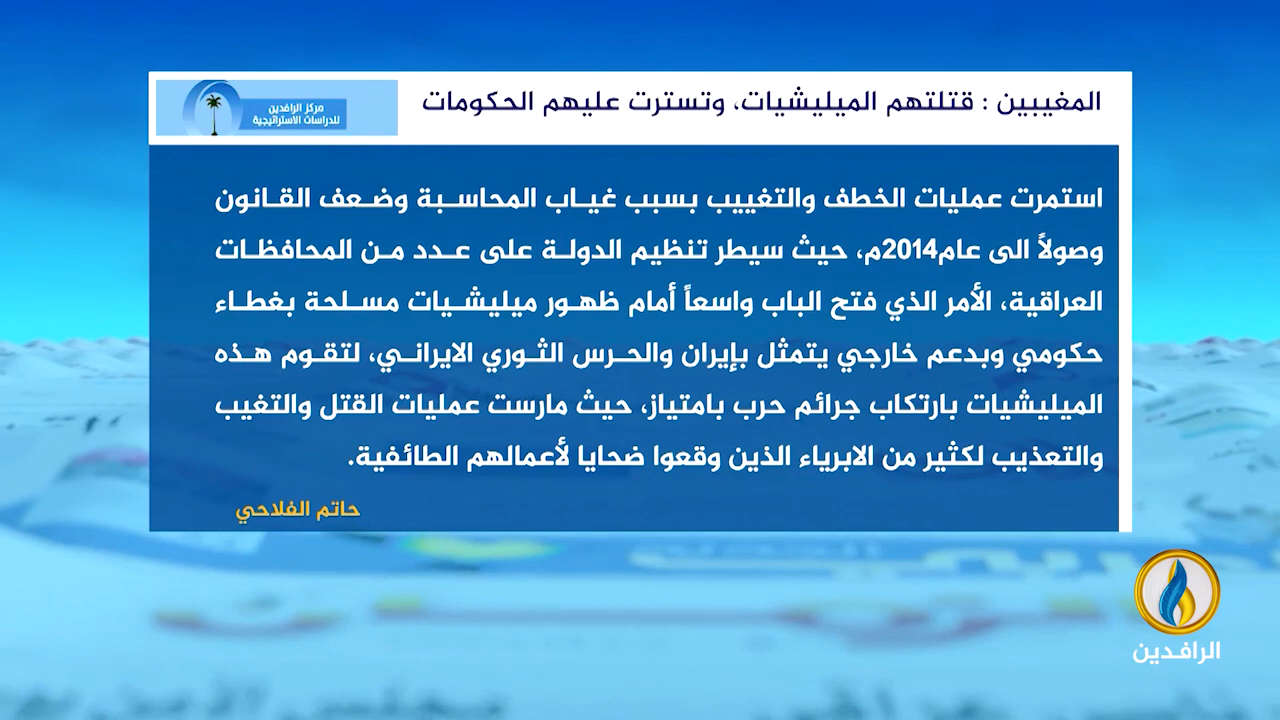 المغيبين : قتلتهم الميليشيات، وتسترت عليهم الحكومات
مركز الرافدين
للدراسات الاستراتيجية
استمرت عمليات الخطف والتغييب بسبب غياب المحاسبة وضعف القانون
وصولاً الى عام2014م، حيث سيطر تنظيم الدولة على عدد من المحافظات
العراقية، الأمر الذي فتح الباب واسعاً أمام ظهور ميليشيات مسلحة بغطاء
حكومي وبدعم خارجي يتمثل بإيران والحرس الثوري الايراني، لتقوم هذه
الميليشيات بارتكاب جرائم حرب بامتياز، حيث مارست عمليات القتل والتغيب
والتعذيب لكثير من الابرياء الذين وقعوا ضحايا لأعمالهم الطائفية.
حاتم الفلاحي
الرافدين